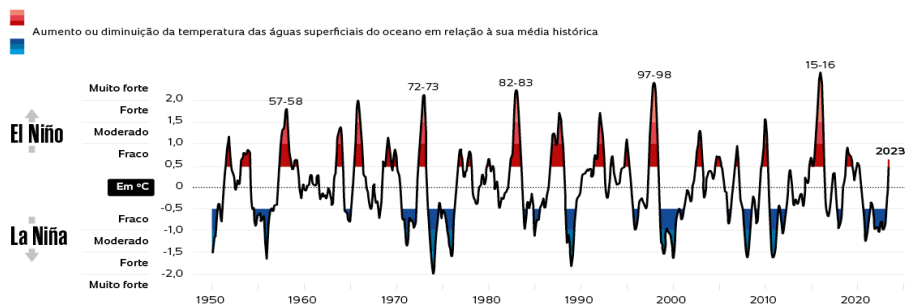 Aumento ou diminuição da temperatura das águas superficiais do oceano em relação à sua média histórica
57-58
72-73
82-83
97-98
15-16
2023
El Niño
Muito forte
Forte
Moderado
Fraco
Em °C
La Niña
Fraco
Moderado
Forte
Muito forte
2,0
1,5
1,0
0,5
0
-0,5
-1,0
-1,5
-2,0
1950
1960
1970
1980
1990
2000
2010
2020